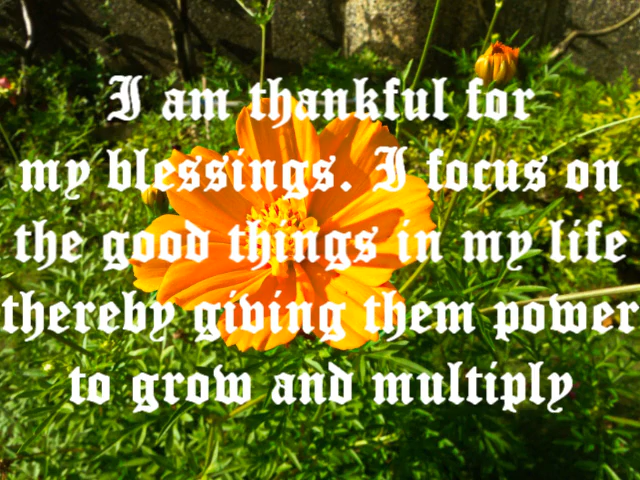 I am thankful for
my blessings. I focus on
the good things in my life
thereby giving them power
to grow and multiply